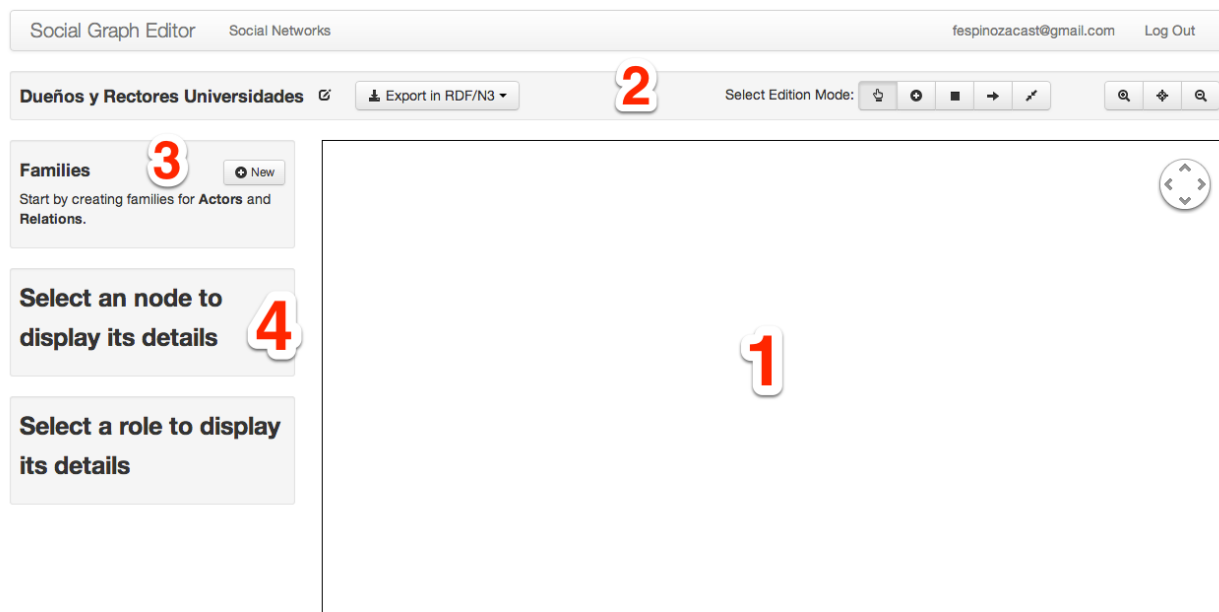 Social Graph Editor Social Networks fespinozacast@gmail.com Log Out
Dueños y Rectores Universidades Export in RDF/N3 2 Select Edition Mode:
Families 3 New
Start by creating families for Actors and
Relations.
Select an node to
display its details 4
1
Select a role to display
its details